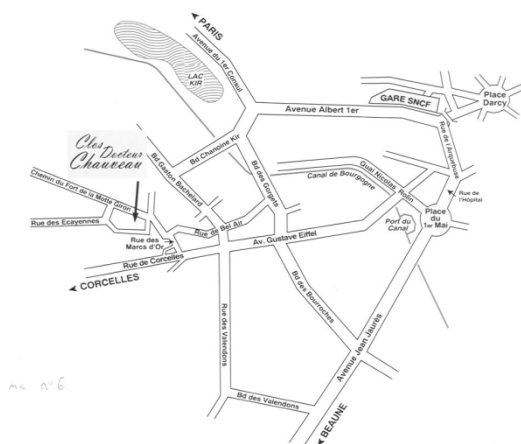 PARIS
Avenue du 1er Consul
LAC
KIR
GARE SNCF
Place
Darcy
Avenue Albert 1er
Rue de l'Arquebuse
Clos
Docteur
Chauveau
Bd Chanoine Kir
Bd Gaston Bachelard
Bd des Gorgets
Canal de Bourgogne
Quai Nicolas Rolin
Rue de
l'Hôpital
Chemin du Fort de la Motte Giron
Rue des Ecayennes
Rue de Bel Air
Port du
Canal
Place du
1er Mai
Rue des
Marcs d'Or
Av. Gustave Eiffel
Rue de Corcelles
CORCELLES
Bd des Bourroches
Rue des Valendons
Avenue Jean Jaurès
Bd des Valendons
BEAUNE
n° 6